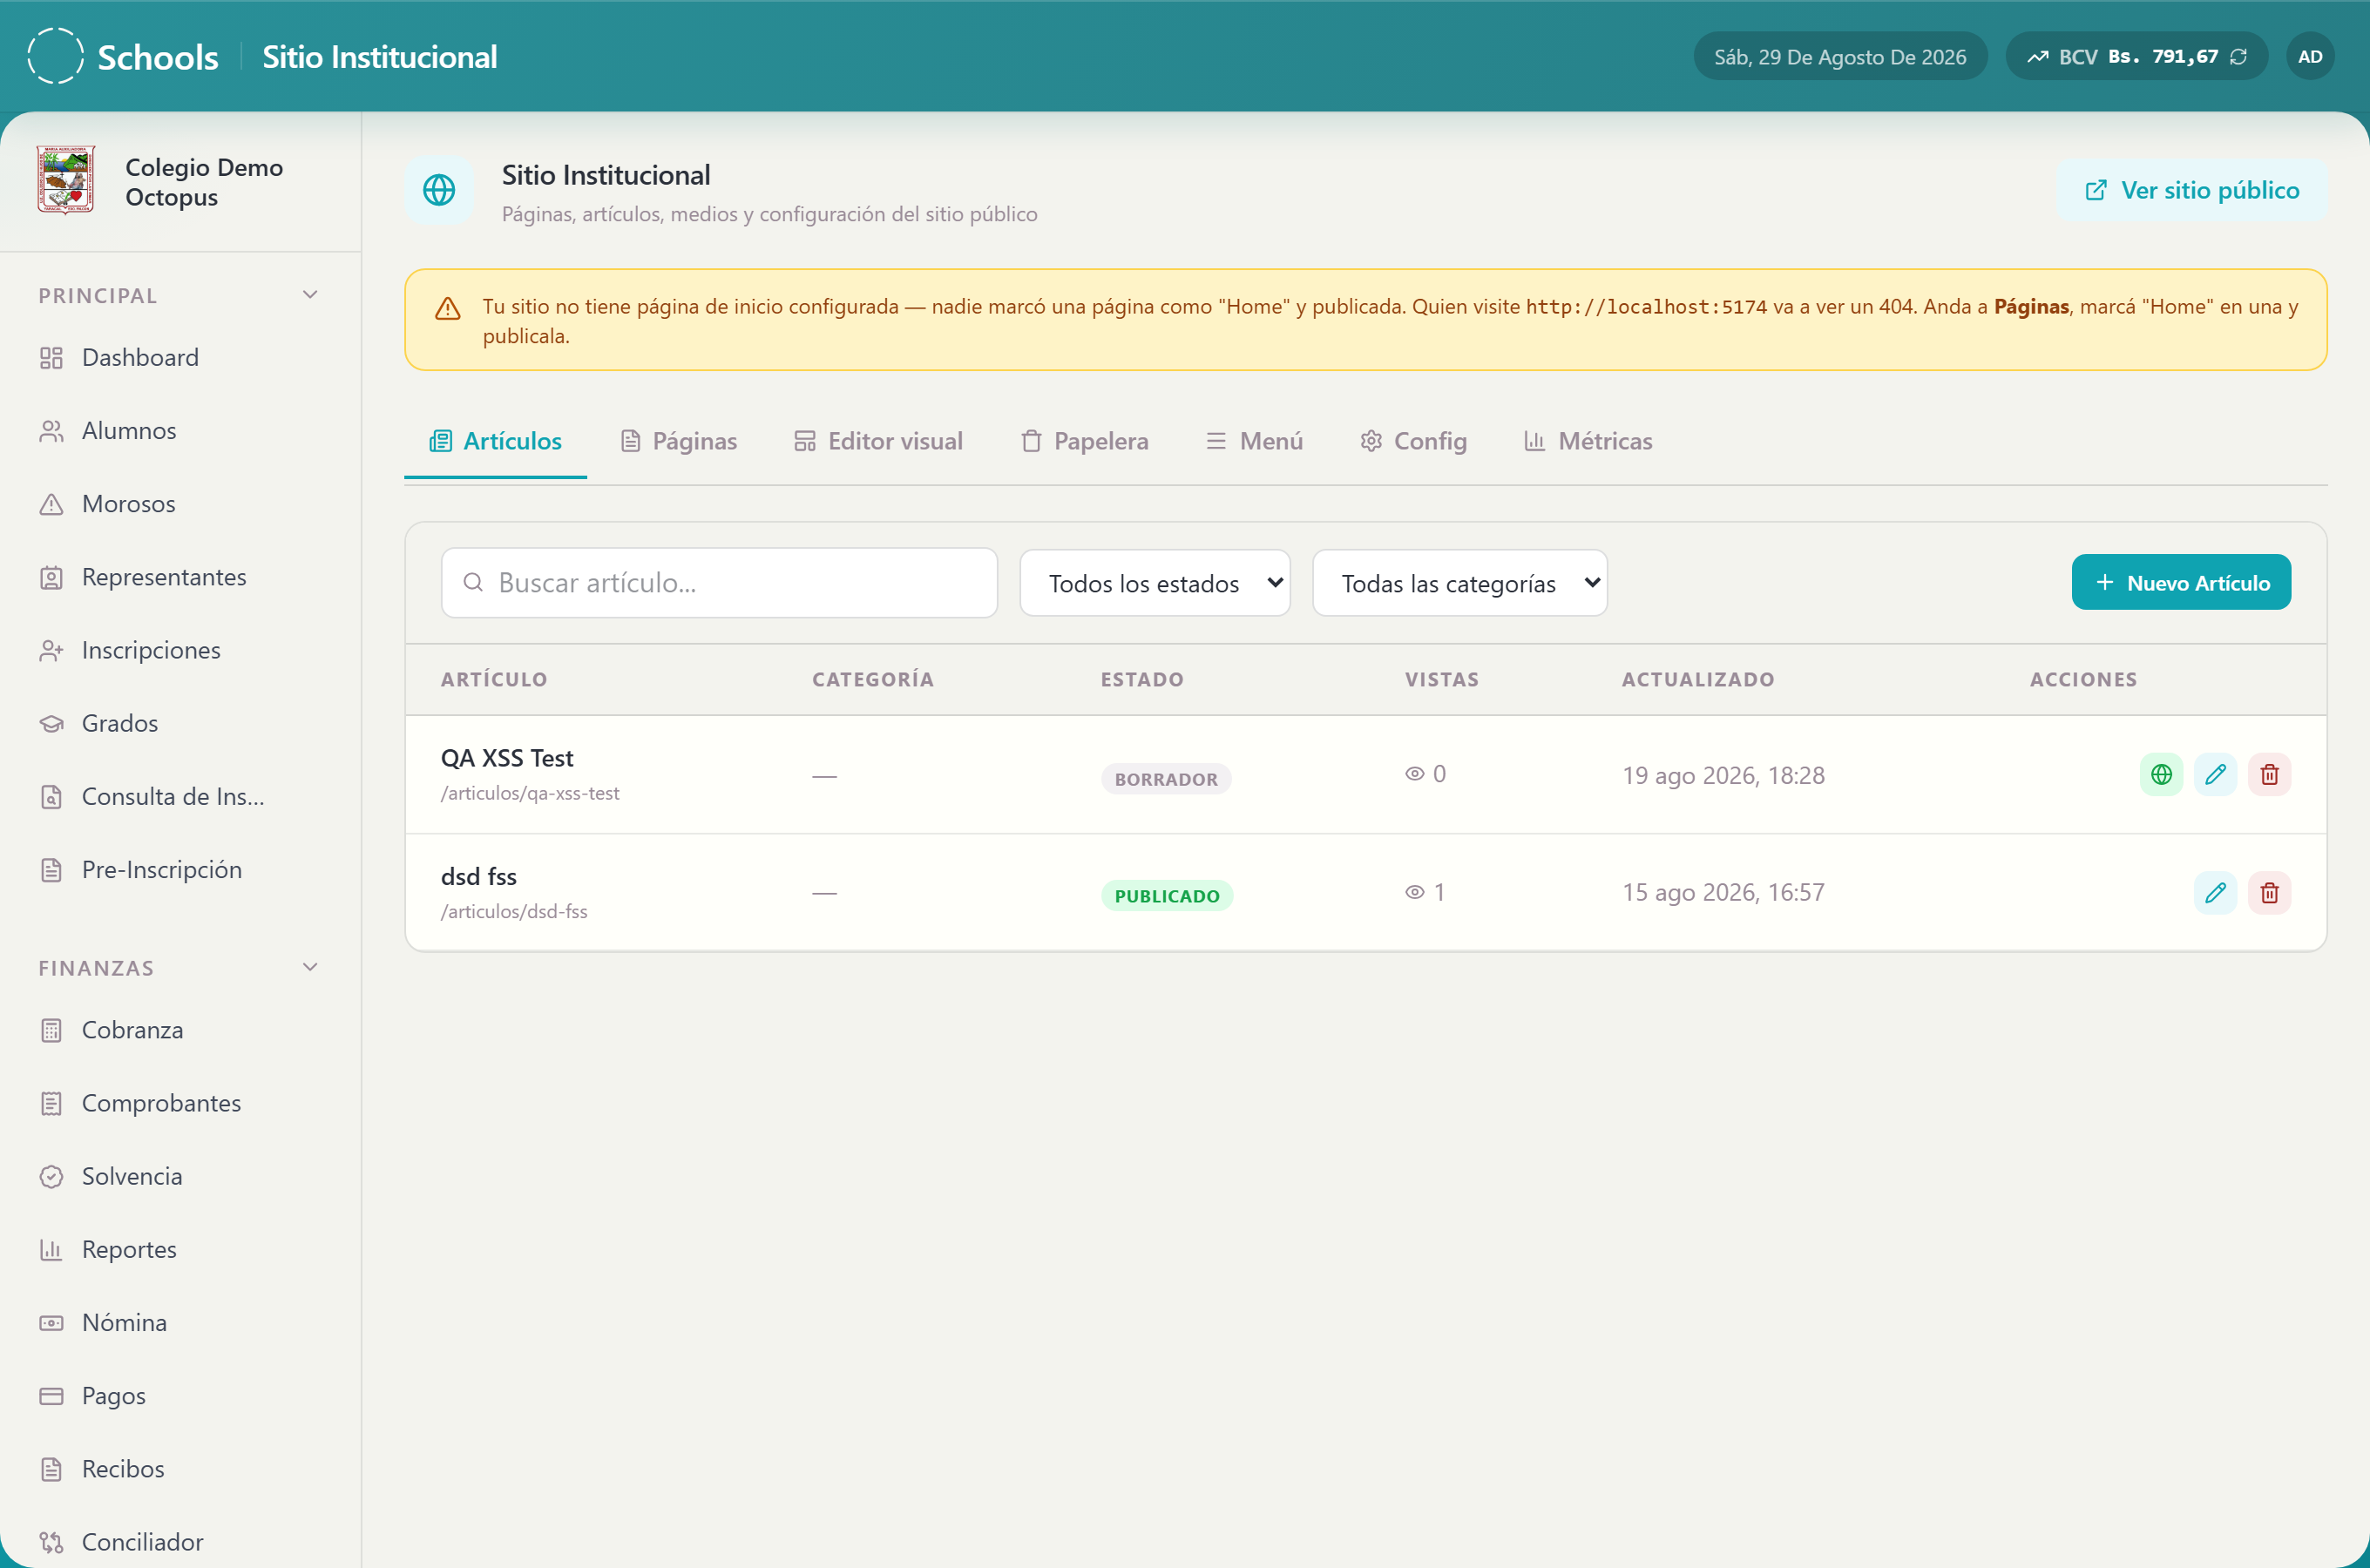 Schools
Sitio Institucional
Sáb, 29 De Agosto De 2026
BCV Bs. 791,67
AD
Colegio Demo
Octopus
PRINCIPAL
Dashboard
Alumnos
Morosos
Representantes
Inscripciones
Grados
Consulta de Ins...
Pre-Inscripción
FINANZAS
Cobranza
Comprobantes
Solvencia
Reportes
Nómina
Pagos
Recibos
Conciliador
Sitio Institucional
Páginas, artículos, medios y configuración del sitio público
Ver sitio público
Tu sitio no tiene página de inicio configurada — nadie marcó una página como "Home" y publicada. Quien visite http://localhost:5174 va a ver un 404. Anda a Páginas, marcá "Home" en una y
publicala.
Artículos
Páginas
Editor visual
Papelera
Menú
Config
Métricas
Buscar artículo...
Todos los estados
Todas las categorías
Nuevo Artículo
ARTÍCULO CATEGORÍA ESTADO VISTAS ACTUALIZADO ACCIONES
QA XSS Test
/articulos/qa-xss-test
— BORRADOR 0 19 ago 2026, 18:28
dsd fss
/articulos/dsd-fss
— PUBLICADO 1 15 ago 2026, 16:57